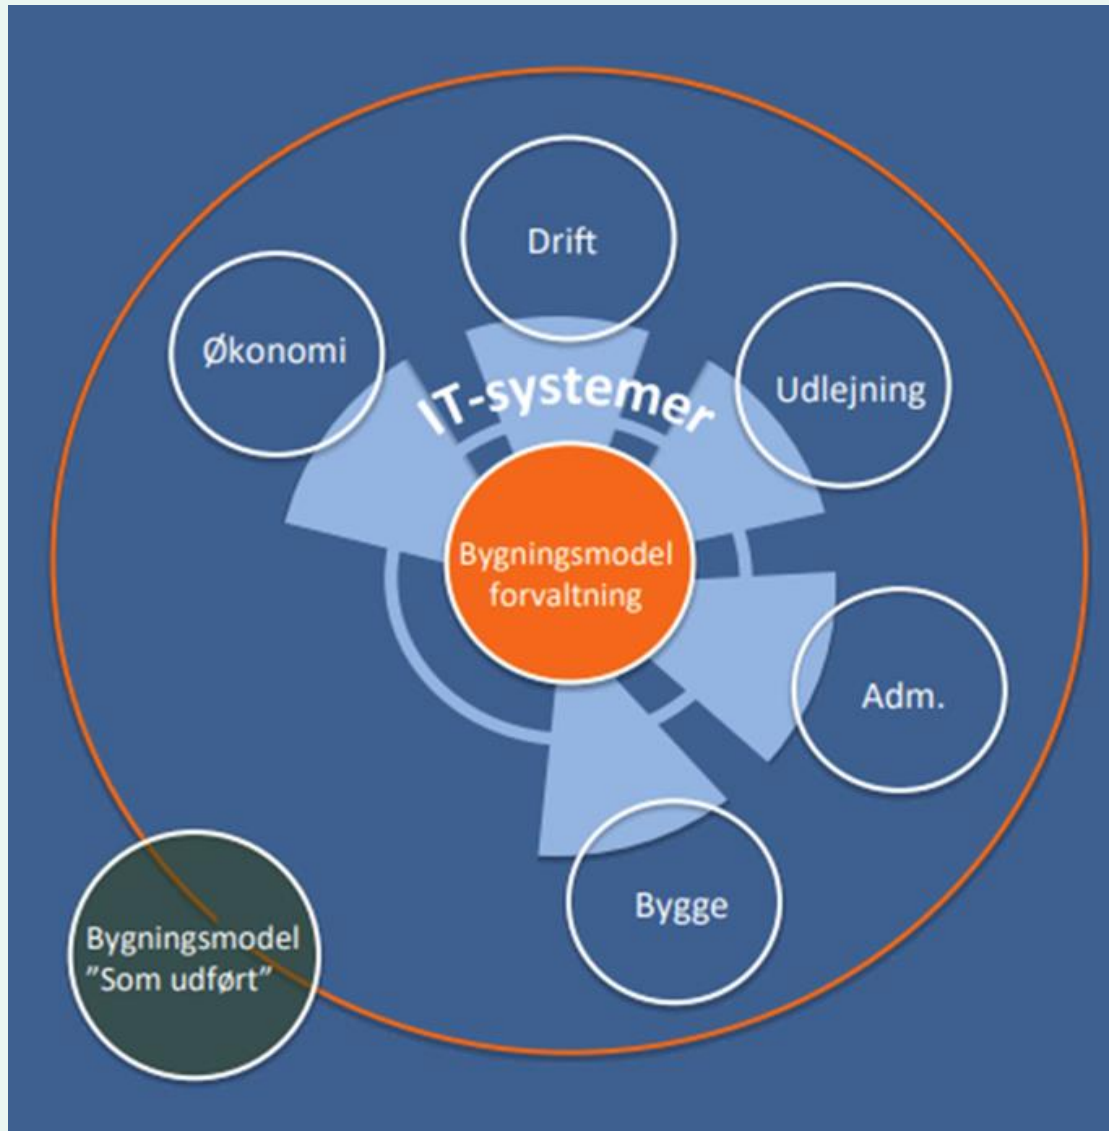 Drift
Økonomi
Udlejning
IT-systemer
Bygningsmodel
forvaltning
Adm.
Bygge
Bygningsmodel
”Som udført”